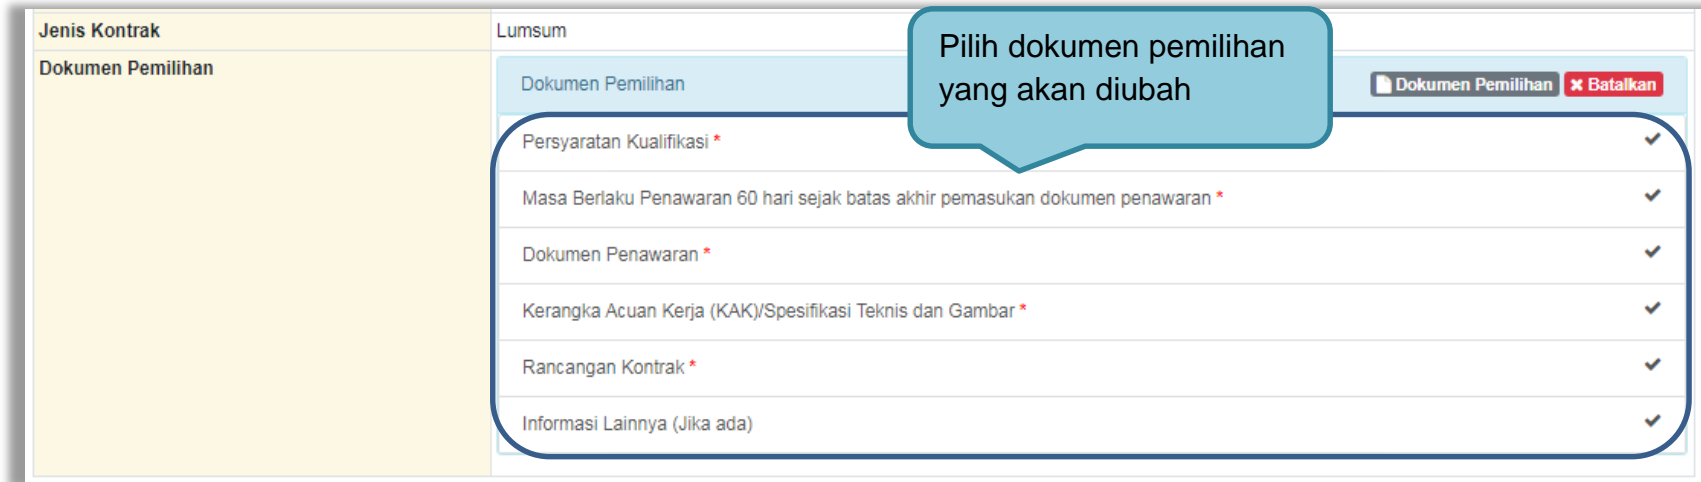 Jenis Kontrak
Lumsum
Pilih dokumen pemilihan
yang akan diubah
Dokumen Pemilihan
Dokumen Pemilihan
Dokumen Pemilihan
Batalkan
Persyaratan Kualifikasi *
Masa Berlaku Penawaran 60 hari sejak batas akhir pemasukan dokumen penawaran *
Dokumen Penawaran *
Kerangka Acuan Kerja (KAK)/Spesifikasi Teknis dan Gambar *
Rancangan Kontrak *
Informasi Lainnya (Jika ada)